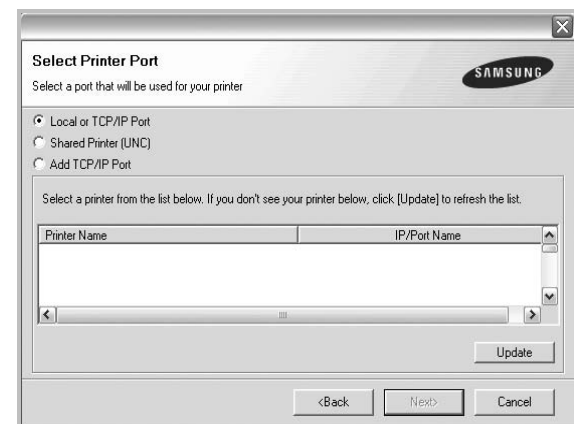 Select Printer Port
Select a port that will be used for your printer
SAMSUNG
Local or TCP/IP Port
Shared Printer (UNC)
Add TCP/IP Port
Select a printer from the list below. If you don't see your printer below, click [Update] to refresh the list.
Printer Name IP/Port Name
Update
<Back Next> Cancel